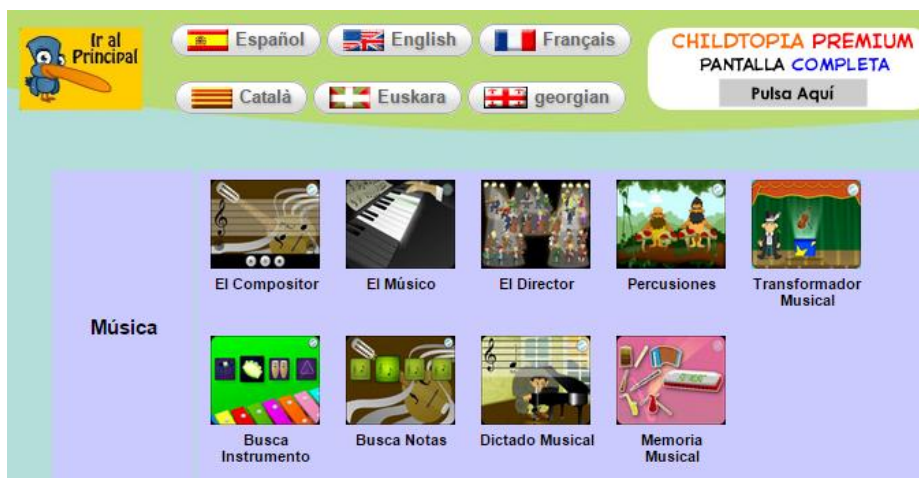 Ir al
Principal
Español
English
Français
Català
Euskara
georgian
CHILDTOPIA PREMIUM
PANTALLA COMPLETA
Pulsa Aquí
Música
El Compositor
El Músico
El Director
Percusiones
Transformador
Musical
Busca
Instrumento
Busca Notas
Dictado Musical
Memoria
Musical